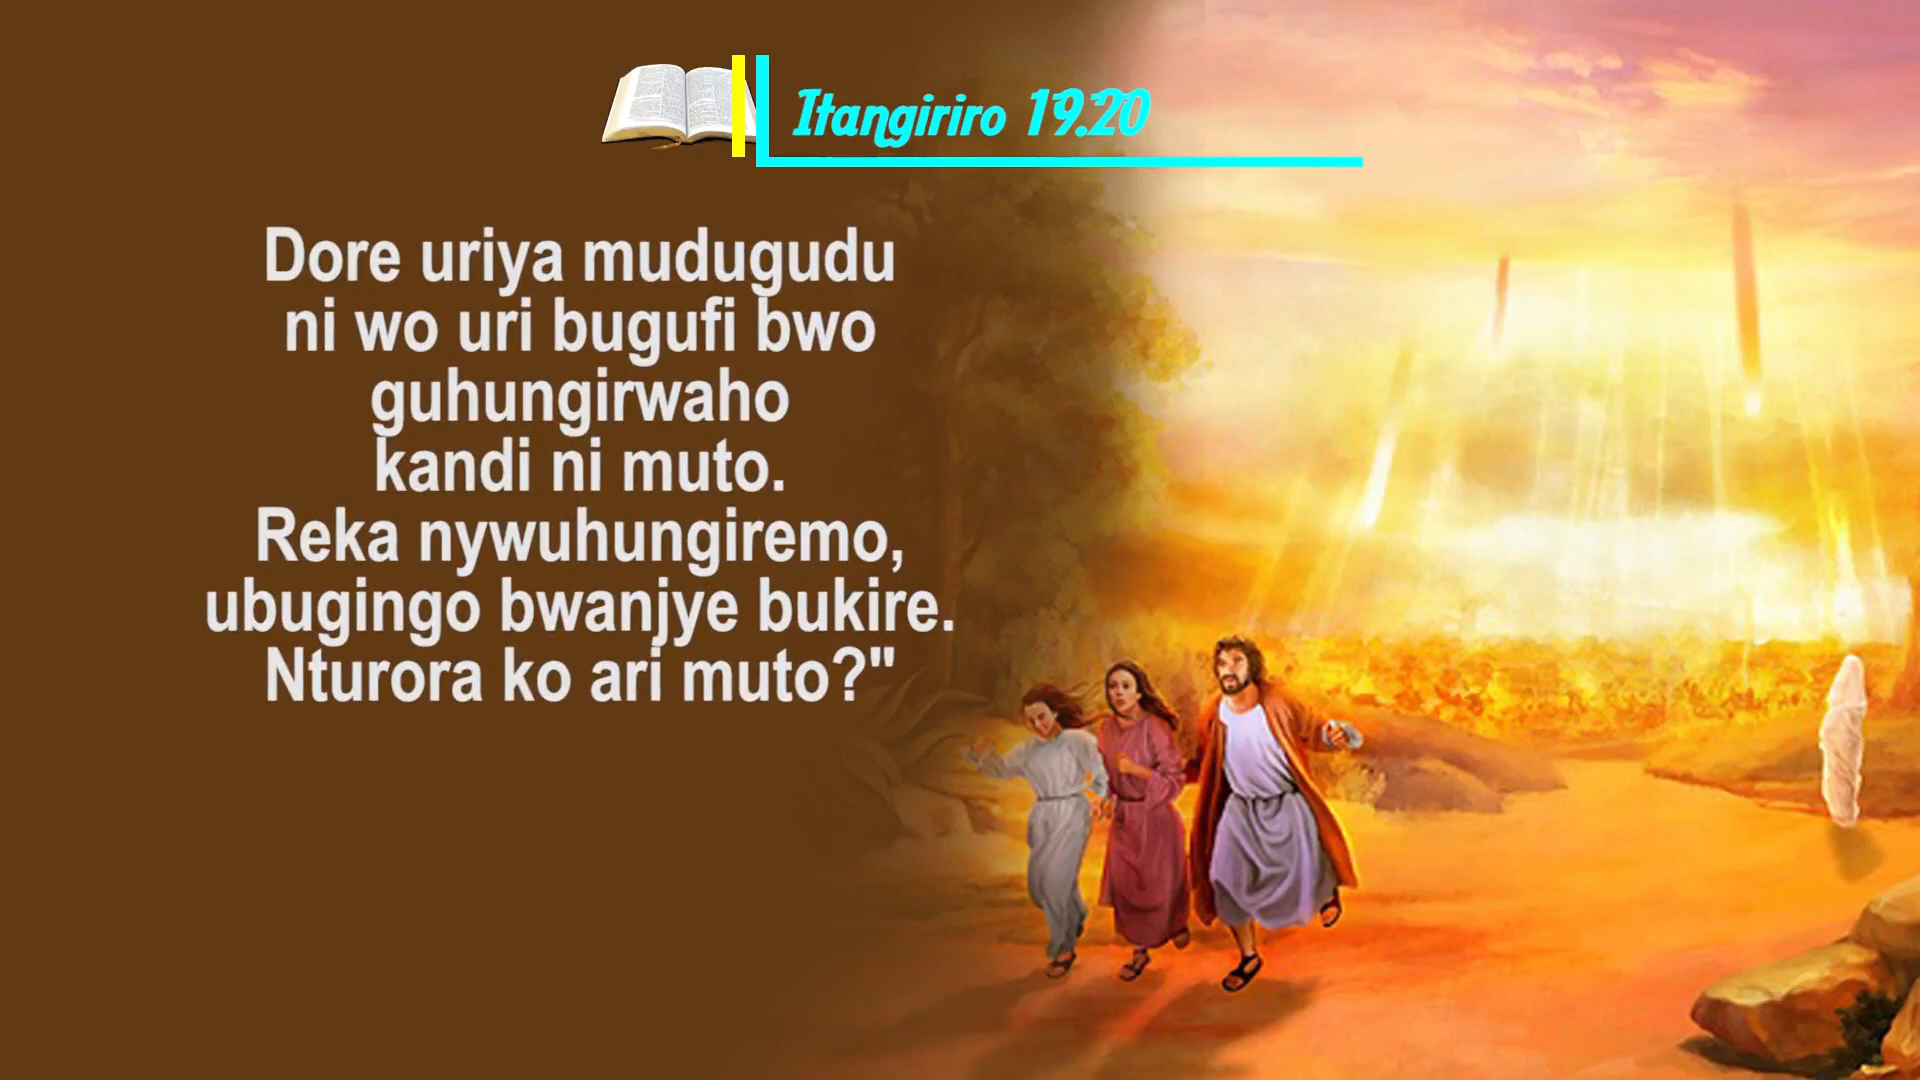 Itangiriro 19:20
Dore uriya mudugudu
ni wo uri bugufi bwo
guhungirwaho
kandi ni muto.
Reka nywuhungiremo,
ubugingo bwanjye bukire.
Nturora ko ari muto?"